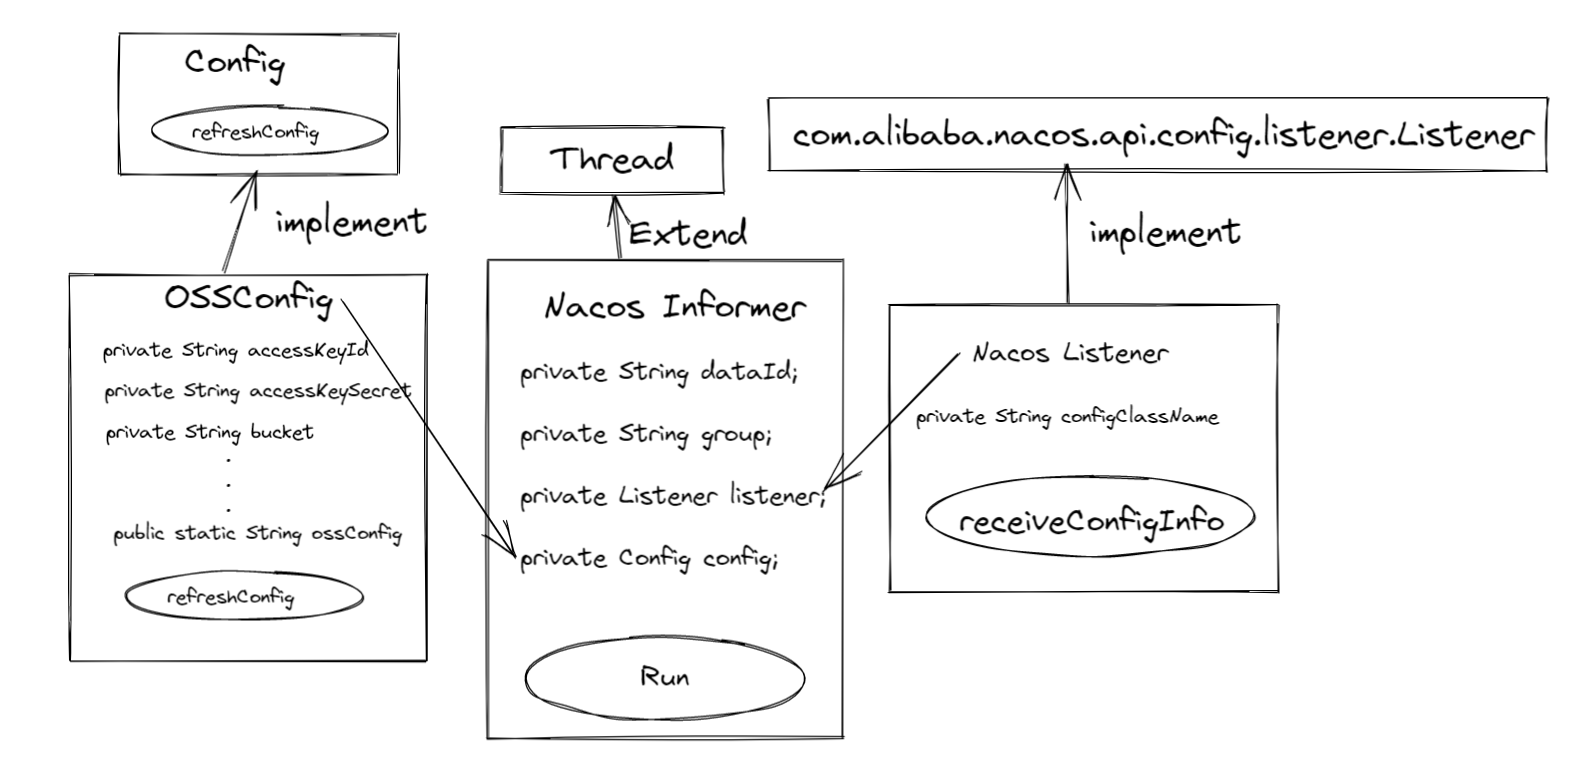 Config
refreshConfig
implement
OSSConfig
private String accessKeyId
private String accessKeySecret
private String bucket
.
.
.
public static String ossConfig
refreshConfig
Thread
Extend
Nacos Informer
private String dataId;
private String group;
private Listener listener;
private Config config;
Run
com.alibaba.nacos.api.config.listener.Listener
implement
Nacos Listener
private String configClassName
receiveConfigInfo